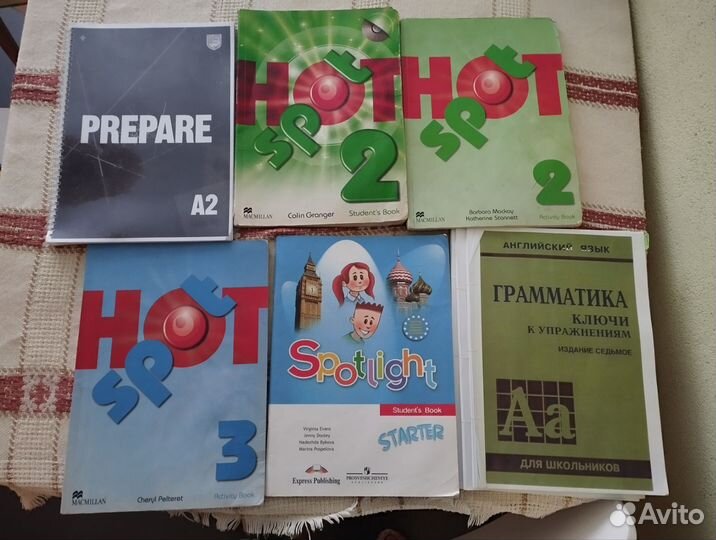 PREPARE
A2
HOT
spot
2
MACMILLAN
Colin Granger
Student's Book
HOT
spot
2
MACMILLAN
Barbara Mackay
Katherine Stannett
Activity Book
HOT
spot
3
MACMILLAN
Cheryl Pelteret
Activity Book
Spotlight
Student's Book
STARTER
Virginia Evans
Jenny Dooley
Nadezhda Bykova
Marina Pospelova
Express Publishing
PROSVESHCHENIYE
АНГЛИЙСКИЙ ЯЗЫК
ГРАММАТИКА
КЛЮЧИ
К УПРАЖНЕНИЯМ
ИЗДАНИЕ СЕДЬМОЕ
Аа
ДЛЯ ШКОЛЬНИКОВ
Avito